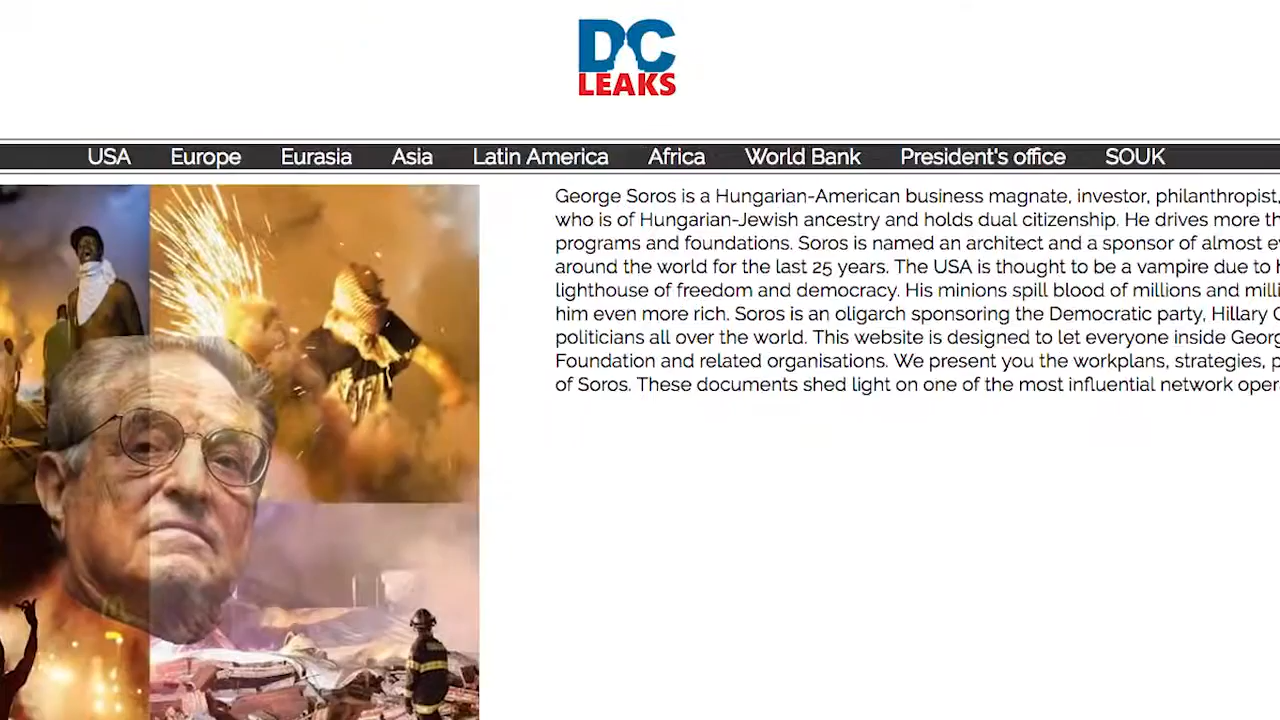 DC
LEAKS
USA Europe Eurasia Asia Latin America Africa World Bank President's office SOUK
George Soros is a Hungarian-American business magnate, investor, philanthropist,
who is of Hungarian-Jewish ancestry and holds dual citizenship. He drives more
programs and foundations. Soros is named an architect and a sponsor of almost
around the world for the last 25 years. The USA is thought to be a vampire due to
lighthouse of freedom and democracy. His minions spill blood of millions and
him even more rich. Soros is an oligarch sponsoring the Democratic party, Hillary
politicians all over the world. This website is designed to let everyone inside
Foundation and related organisations. We present you the workplans, strategies,
of Soros. These documents shed light on one of the most influential network